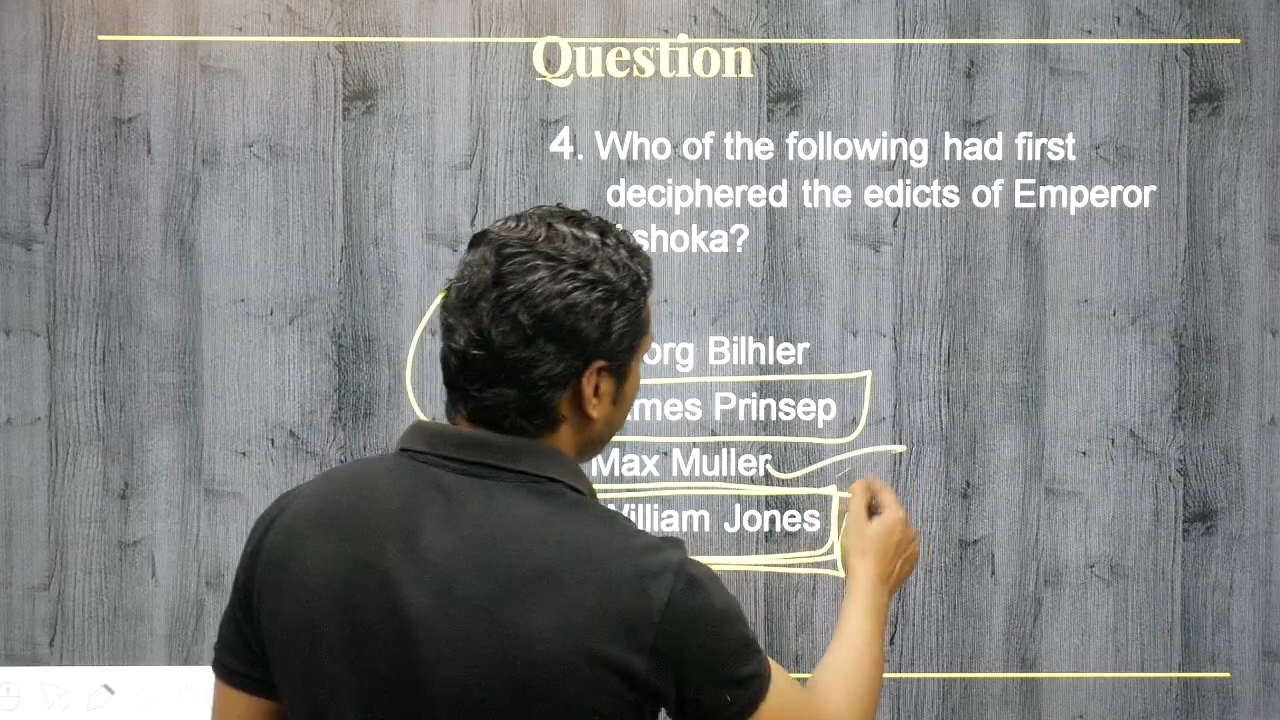 Question
4. Who of the following had first
deciphered the edicts of Emperor
shoka?
org Bilhler
mes Prinsep
Max Muller
William Jones